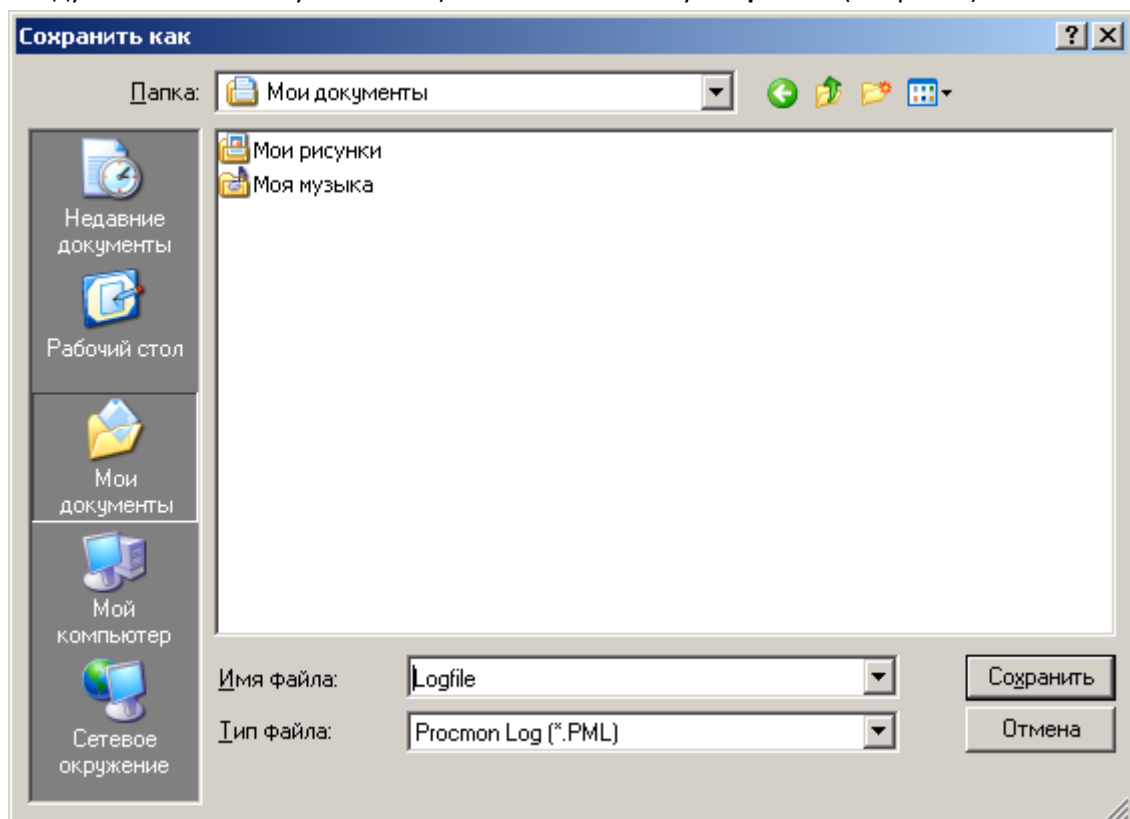 Сохранить как
Папка:
Мои документы
Мои рисунки
Моя музыка
Недавние
документы
Рабочий стол
Мои
документы
Мой
компьютер
Сетевое
окружение
Имя файла:
Logfile
Сохранить
Тип файла:
Procmon Log (*.PML)
Отмена